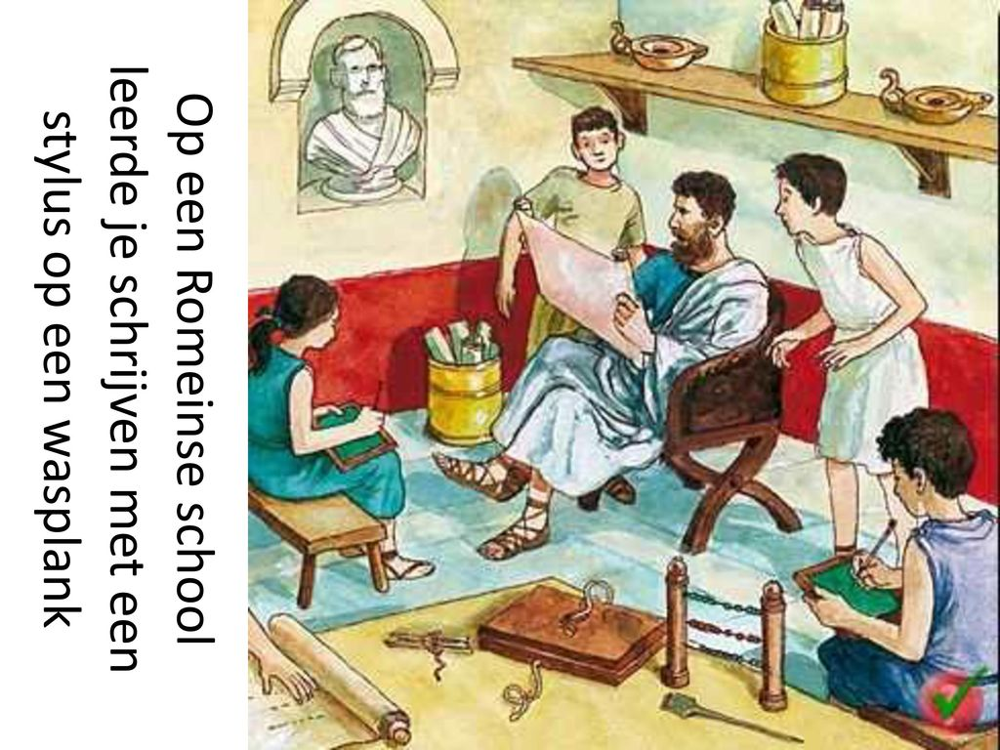 Op een Romeinse school
leerde je schrijven met een
stylus op een wasplank